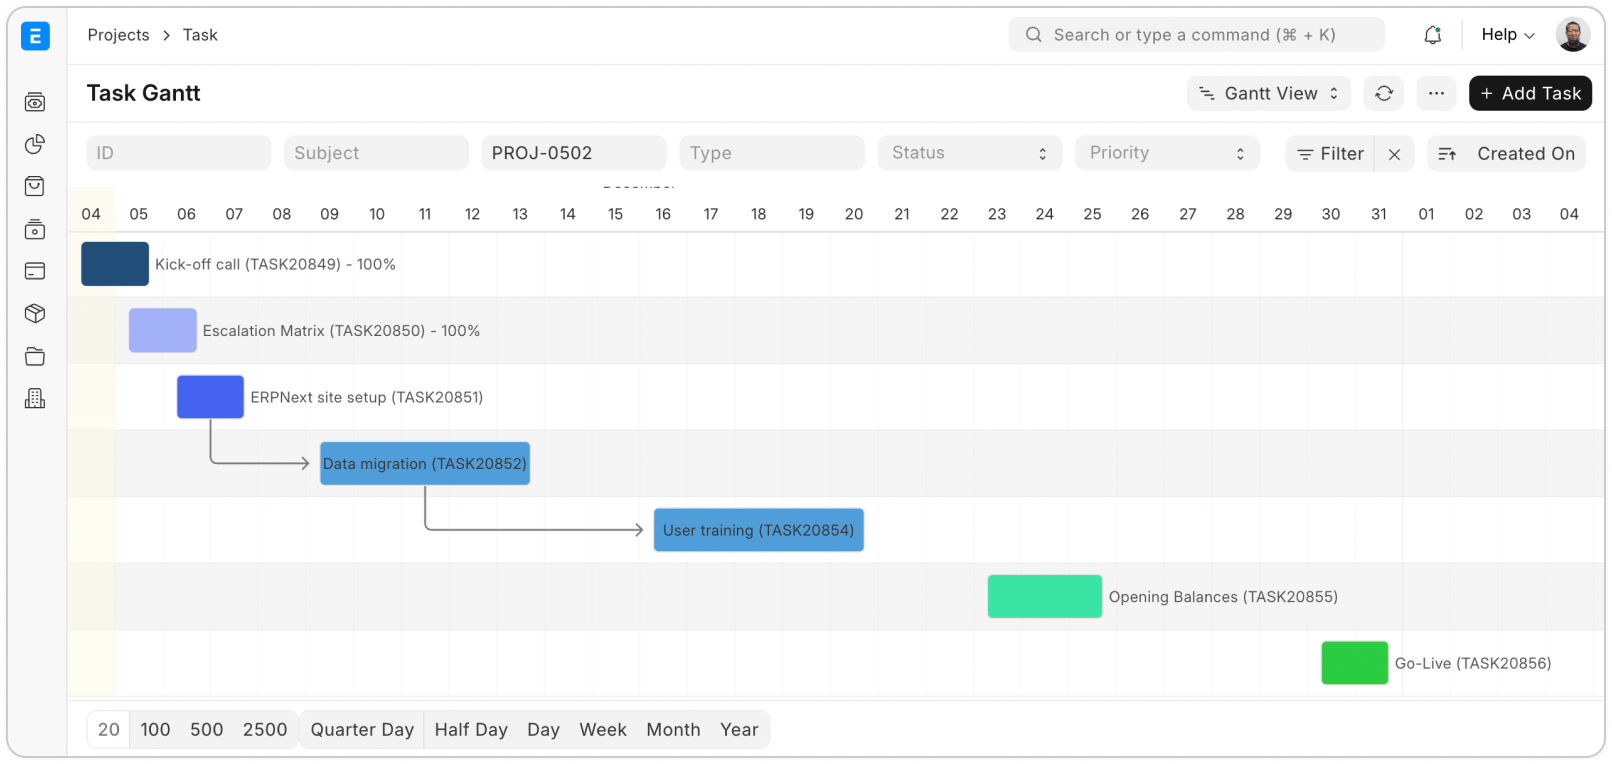 E
Projects > Task
Search or type a command (⌘ + K)
Help
Task Gantt
Gantt View
+ Add Task
ID
Subject
PROJ-0502
Type
Status
Priority
Filter
Created On
December
04 05 06 07 08 09 10 11 12 13 14 15 16 17 18 19 20 21 22 23 24 25 26 27 28 29 30 31 01 02 03 04
Kick-off call (TASK20849) - 100%
Escalation Matrix (TASK20850) - 100%
ERPNext site setup (TASK20851)
Data migration (TASK20852)
User training (TASK20854)
Opening Balances (TASK20855)
Go-Live (TASK20856)
20 100 500 2500 Quarter Day Half Day Day Week Month Year